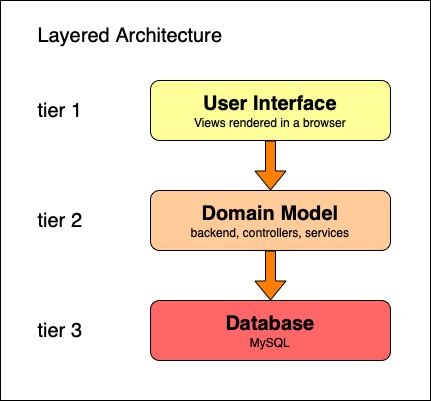 Layered Architecture
tier 1
User Interface
Views rendered in a browser
tier 2
Domain Model
backend, controllers, services
tier 3
Database
MySQL